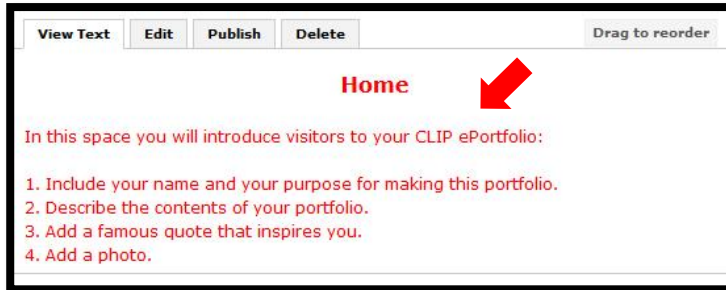 View Text Edit Publish Delete Drag to reorder
Home
In this space you will introduce visitors to your CLIP ePortfolio:
1. Include your name and your purpose for making this portfolio.
2. Describe the contents of your portfolio.
3. Add a famous quote that inspires you.
4. Add a photo.